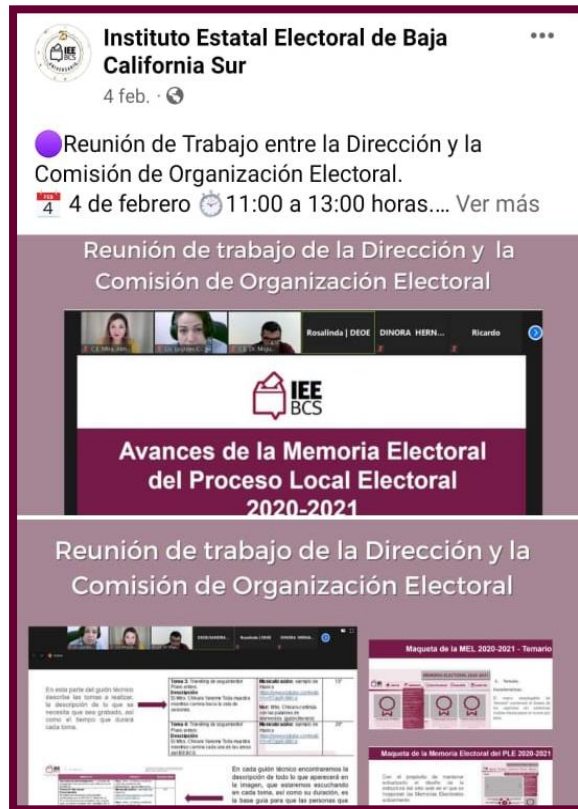 Instituto Estatal Electoral de Baja
California Sur
4 feb.
Reunión de Trabajo entre la Dirección y la
Comisión de Organización Electoral.
4 de febrero 11:00 a 13:00 horas.... Ver más
Reunión de trabajo de la Dirección y la
Comisión de Organización Electoral
Rosalinda | DEOE
DINORA HERN...
Ricardo
IEE
BCS
Avances de la Memoria Electoral
del Proceso Local Electoral
2020-2021
Reunión de trabajo de la Dirección y la
Comisión de Organización Electoral
En esta parte del guión técnico
describe las tomas a realizar,
la descripción de lo que se
necesita que sea grabado, así
como el tiempo que durará
cada toma.
Maqueta de la MEL 2020-2021 - Temario
MEMORIA ELECTORAL 2020-2021
Maqueta de la Memoria Electoral del PLE 2020-2021
En cada guión técnico encontraremos la
descripción de todo lo que aparecerá en
la imagen, que estaremos escuchando
en cada toma, así como su duración, es
la base guía para que las personas que